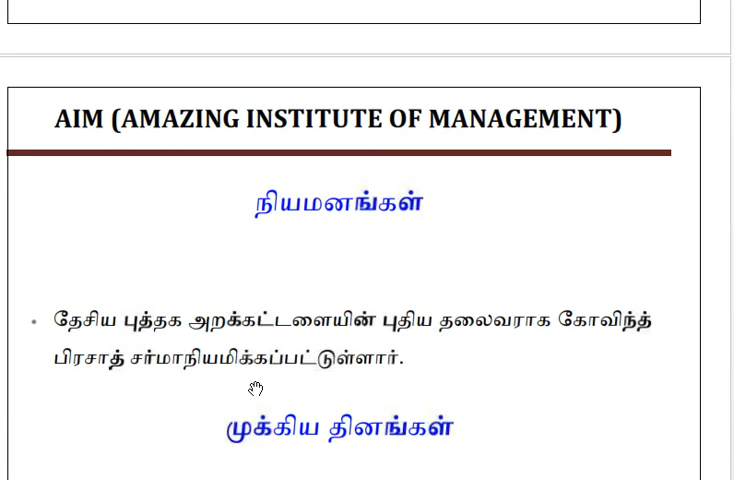 AIM (AMAZING INSTITUTE OF MANAGEMENT)
நியமனங்கள்
• தேசிய புத்தக அறக்கட்டளையின் புதிய தலைவராக கோவிந்த்
பிரசாத் சர்மாநியமிக்கப்பட்டுள்ளார்.
முக்கிய தினங்கள்